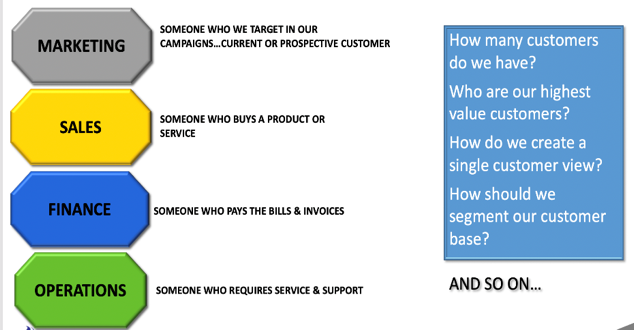 MARKETING
SOMEONE WHO WE TARGET IN OUR
CAMPAIGNS...CURRENT OR PROSPECTIVE CUSTOMER
SALES
SOMEONE WHO BUYS A PRODUCT OR
SERVICE
FINANCE
SOMEONE WHO PAYS THE BILLS & INVOICES
OPERATIONS
SOMEONE WHO REQUIRES SERVICE & SUPPORT
How many customers
do we have?
Who are our highest
value customers?
How do we create a
single customer view?
How should we
segment our customer
base?
AND SO ON...